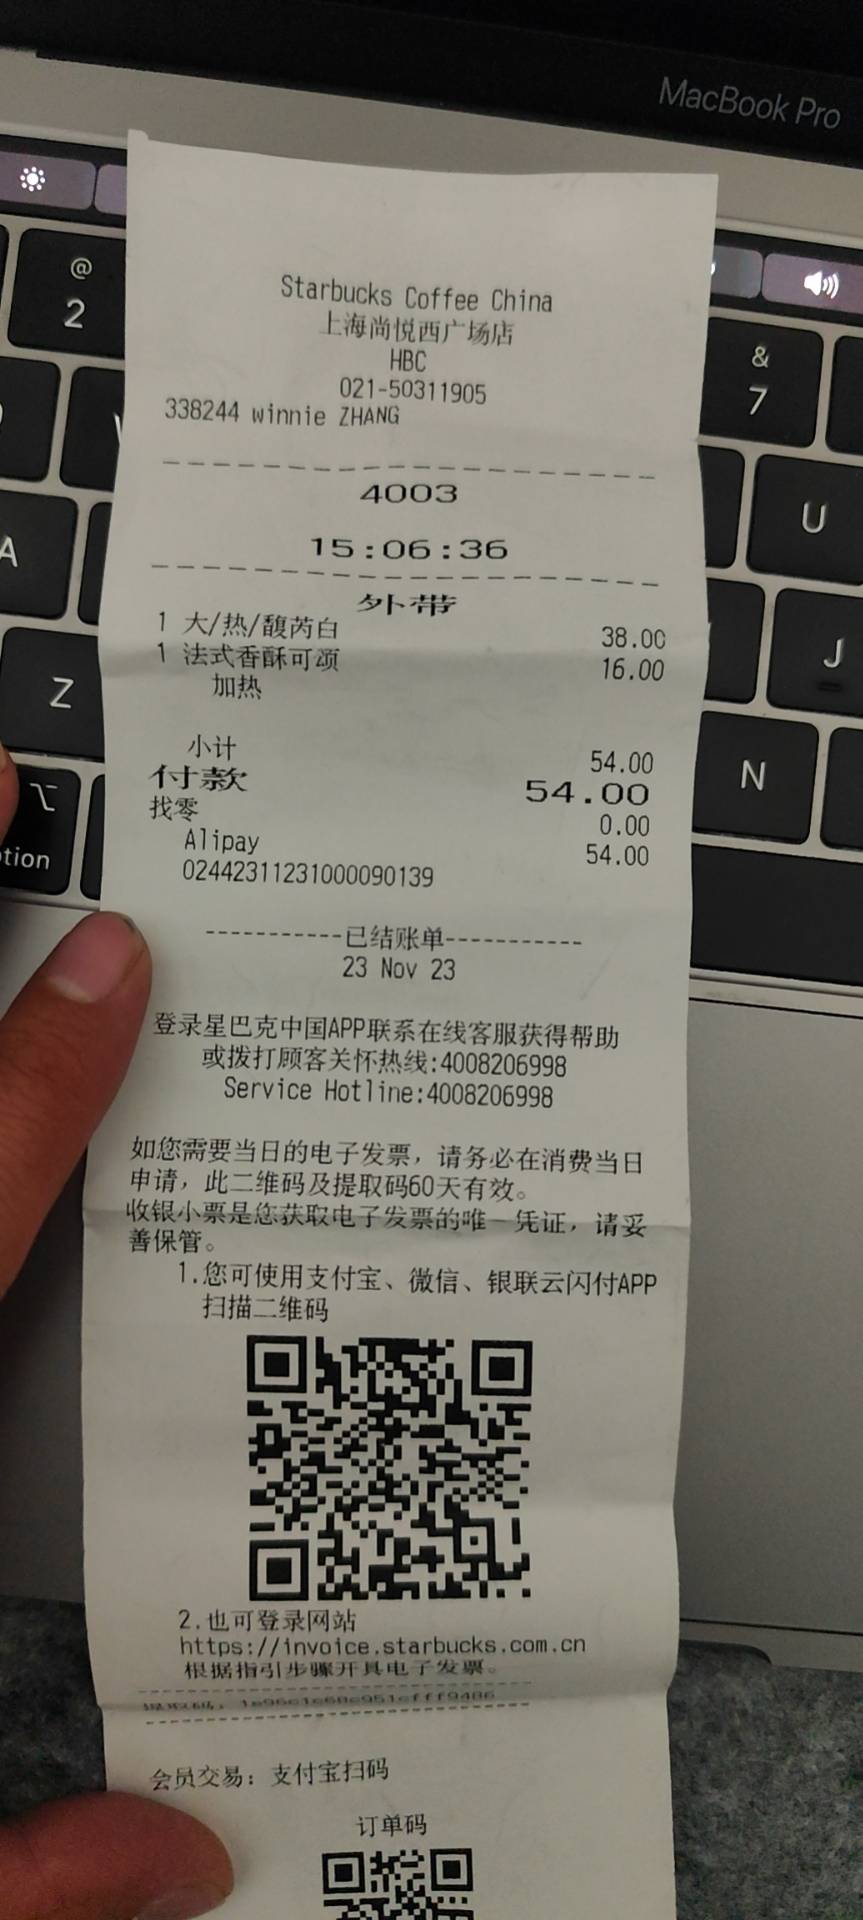 MacBook Pro
@
2
&
7
A
U
J
Z
N
Starbucks Coffee China
上海尚悦西广场店
HBC
021-50311905
338244 winnie ZHANG
4003
15:06:36
外带
1 大/热/馥芮白 38.00
1 法式香酥可颂 16.00
加热
小计 54.00
付款 54.00
找零 0.00
Alipay 54.00
02442311231000090139
-----------已结账单-----------
23 Nov 23
登录星巴克中国APP联系在线客服获得帮助
或拨打顾客关怀热线:4008206998
Service Hotline:4008206998
如您需要当日的电子发票，请务必在消费当日
申请，此二维码及提取码60天有效。
收银小票是您获取电子发票的唯一凭证，请妥
善保管。
1.您可使用支付宝、微信、银联云闪付APP
扫描二维码
2.也可登录网站
https://invoice.starbucks.com.cn
根据指引步骤开具电子发票。
会员交易: 支付宝扫码
订单码